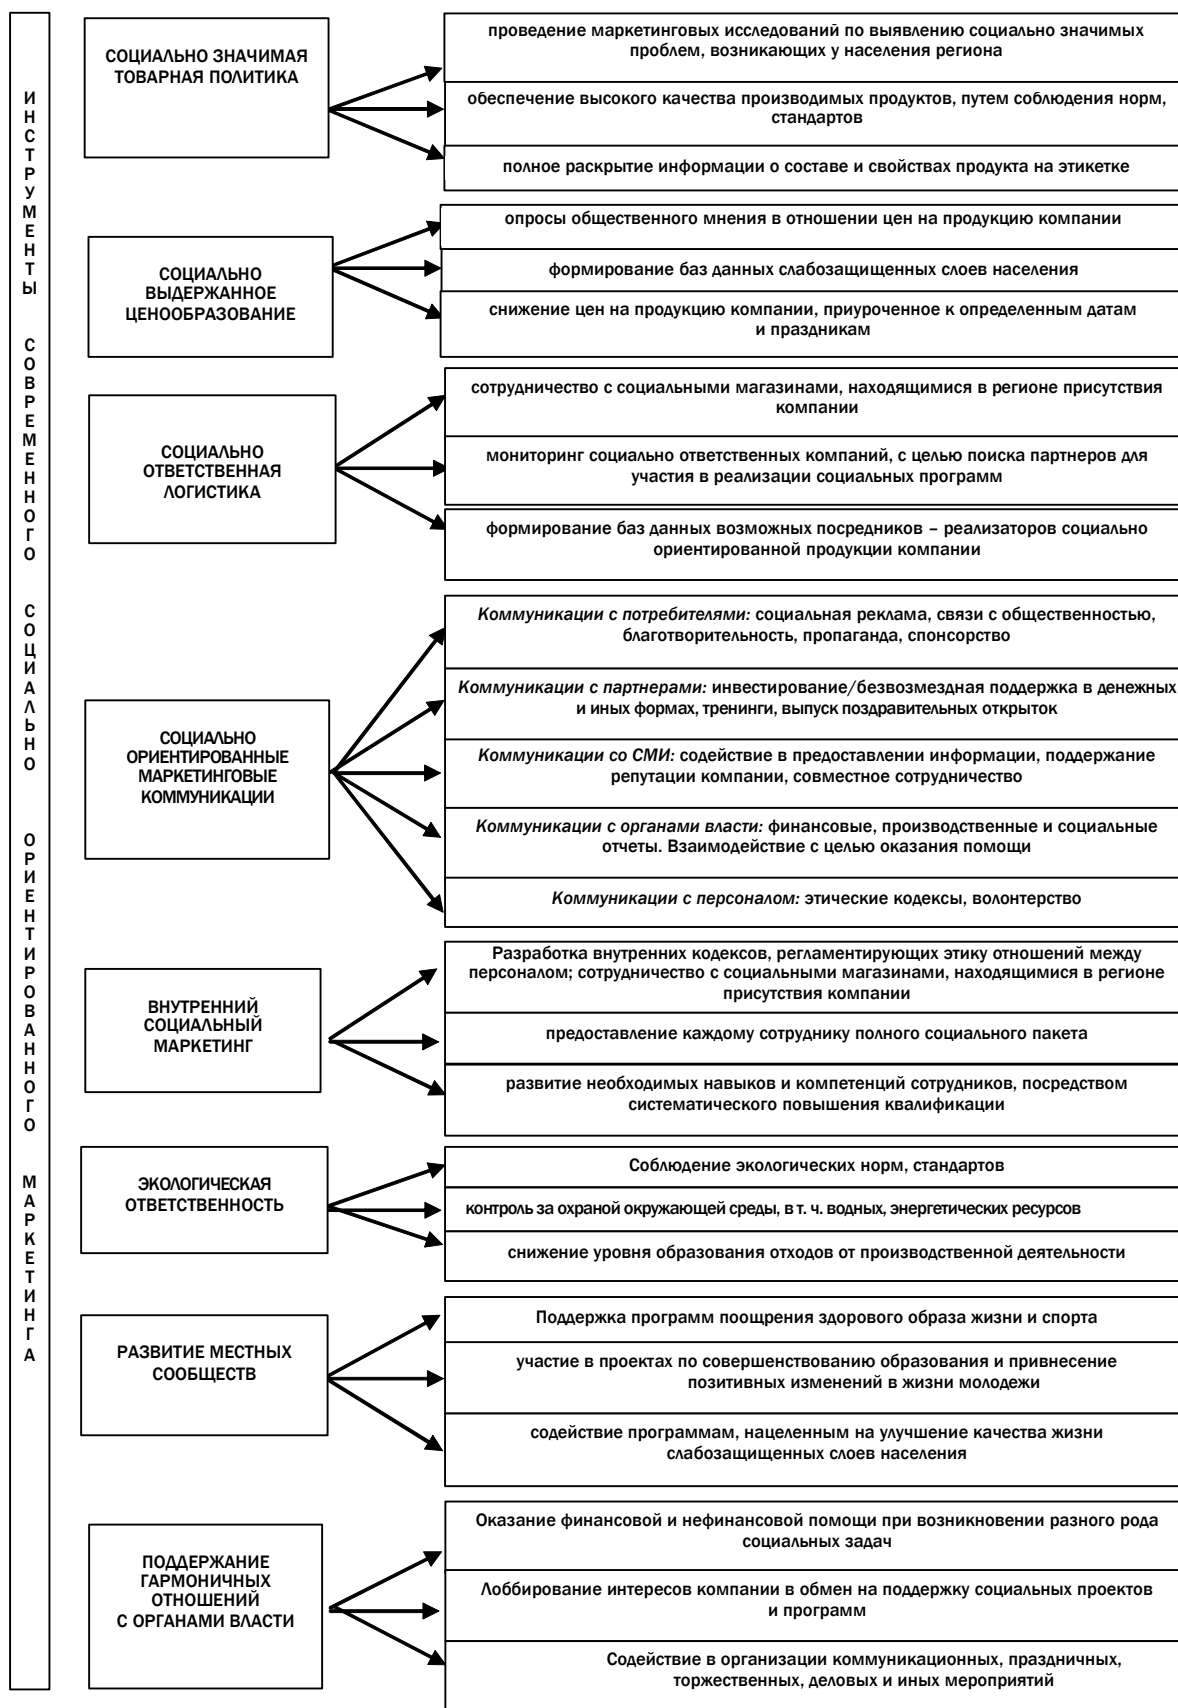 ИНСТРУМЕНТЫ СОВРЕМЕННОГО СОЦИАЛЬНО ОРИЕНТИРОВАННОГО МАРКЕТИНГА
СОЦИАЛЬНО ЗНАЧИМАЯ
ТОВАРНАЯ ПОЛИТИКА
проведение маркетинговых исследований по выявлению социально значимых
проблем, возникающих у населения региона
обеспечение высокого качества производимых продуктов, путем соблюдения норм,
стандартов
полное раскрытие информации о составе и свойствах продукта на этикетке
СОЦИАЛЬНО
ВЫДЕРЖАННОЕ
ЦЕНООБРАЗОВАНИЕ
опросы общественного мнения в отношении цен на продукцию компании
формирование баз данных слабозащищенных слоев населения
снижение цен на продукцию компании, приуроченное к определенным датам
и праздникам
СОЦИАЛЬНО
ОТВЕТСТВЕННАЯ
ЛОГИСТИКА
сотрудничество с социальными магазинами, находящимися в регионе присутствия
компании
мониторинг социально ответственных компаний, с целью поиска партнеров для
участия в реализации социальных программ
формирование баз данных возможных посредников – реализаторов социально
ориентированной продукции компании
СОЦИАЛЬНО
ОРИЕНТИРОВАННЫЕ
МАРКЕТИНГОВЫЕ
КОММУНИКАЦИИ
Коммуникации с потребителями: социальная реклама, связи с общественностью,
благотворительность, пропаганда, спонсорство
Коммуникации с партнерами: инвестирование/безвозмездная поддержка в денежных
и иных формах, тренинги, выпуск поздравительных открыток
Коммуникации со СМИ: содействие в предоставлении информации, поддержание
репутации компании, совместное сотрудничество
Коммуникации с органами власти: финансовые, производственные и социальные
отчеты. Взаимодействие с целью оказания помощи
Коммуникации с персоналом: этические кодексы, волонтерство
ВНУТРЕННИЙ
СОЦИАЛЬНЫЙ
МАРКЕТИНГ
Разработка внутренних кодексов, регламентирующих этику отношений между
персоналом; сотрудничество с социальными магазинами, находящимися в регионе
присутствия компании
предоставление каждому сотруднику полного социального пакета
развитие необходимых навыков и компетенций сотрудников, посредством
систематического повышения квалификации
ЭКОЛОГИЧЕСКАЯ
ОТВЕТСТВЕННОСТЬ
Соблюдение экологических норм, стандартов
контроль за охраной окружающей среды, в т. ч. водных, энергетических ресурсов
снижение уровня образования отходов от производственной деятельности
РАЗВИТИЕ МЕСТНЫХ
СООБЩЕСТВ
Поддержка программ поощрения здорового образа жизни и спорта
участие в проектах по совершенствованию образования и привнесение
позитивных изменений в жизни молодежи
содействие программам, нацеленным на улучшение качества жизни
слабозащищенных слоев населения
ПОДДЕРЖАНИЕ
ГАРМОНИЧНЫХ
ОТНОШЕНИЙ
С ОРГАНАМИ ВЛАСТИ
Оказание финансовой и нефинансовой помощи при возникновении разного рода
социальных задач
Лоббирование интересов компании в обмен на поддержку социальных проектов
и программ
Содействие в организации коммуникационных, праздничных,
торжественных, деловых и иных мероприятий